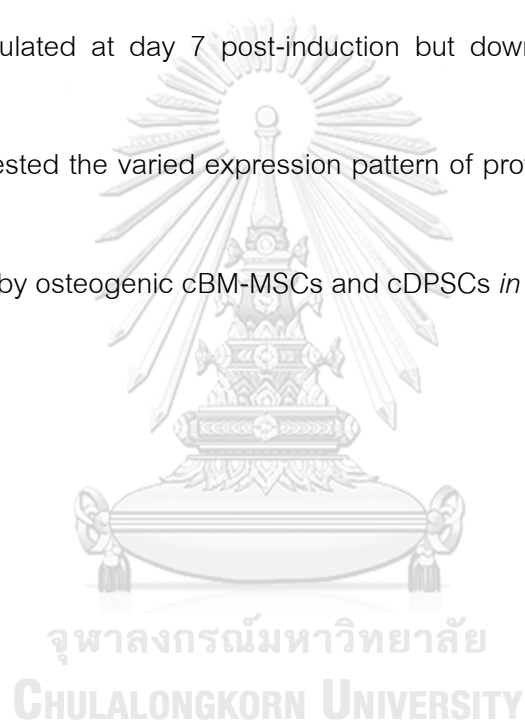 ulated at day 7 post-induction but down
ested the varied expression pattern of pro
by osteogenic cBM-MSCs and cDPSCs in
จุฬาลงกรณ์มหาวิทยาลัย
CHULALONGKORN UNIVERSITY